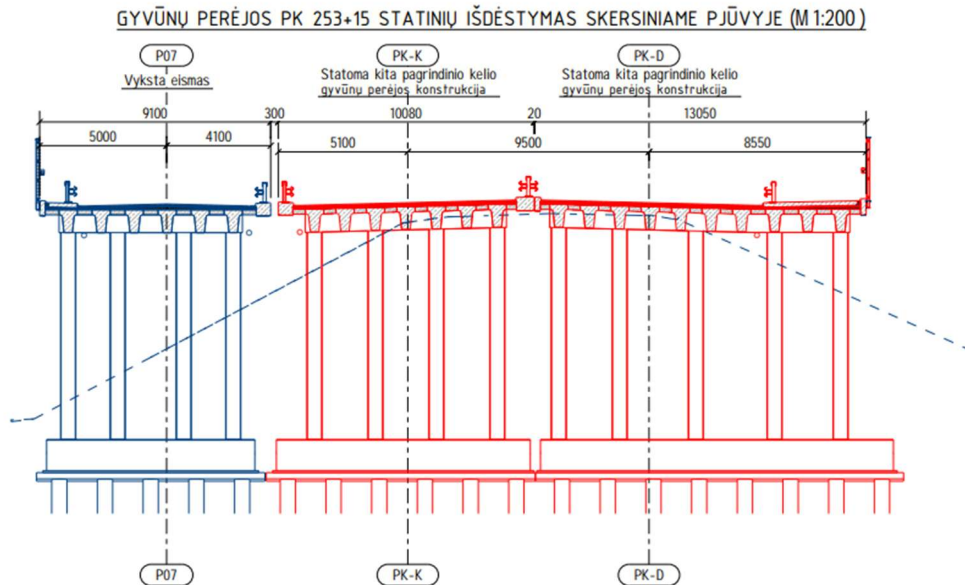 GYVŪNŲ PERĖJOS PK 253+15 STATINIŲ IŠDĖSTYMAS SKERSINIAME PJŪVYJE (M 1:200)
P07 PK-K PK-D
Vyksta eismas
Statoma kita pagrindinio kelio
gyvūnų perėjos konstrukcija
Statoma kita pagrindinio kelio
gyvūnų perėjos konstrukcija
9100 300 10080 20 13050
5000 4100 5100 9500 8550
P07 PK-K PK-D